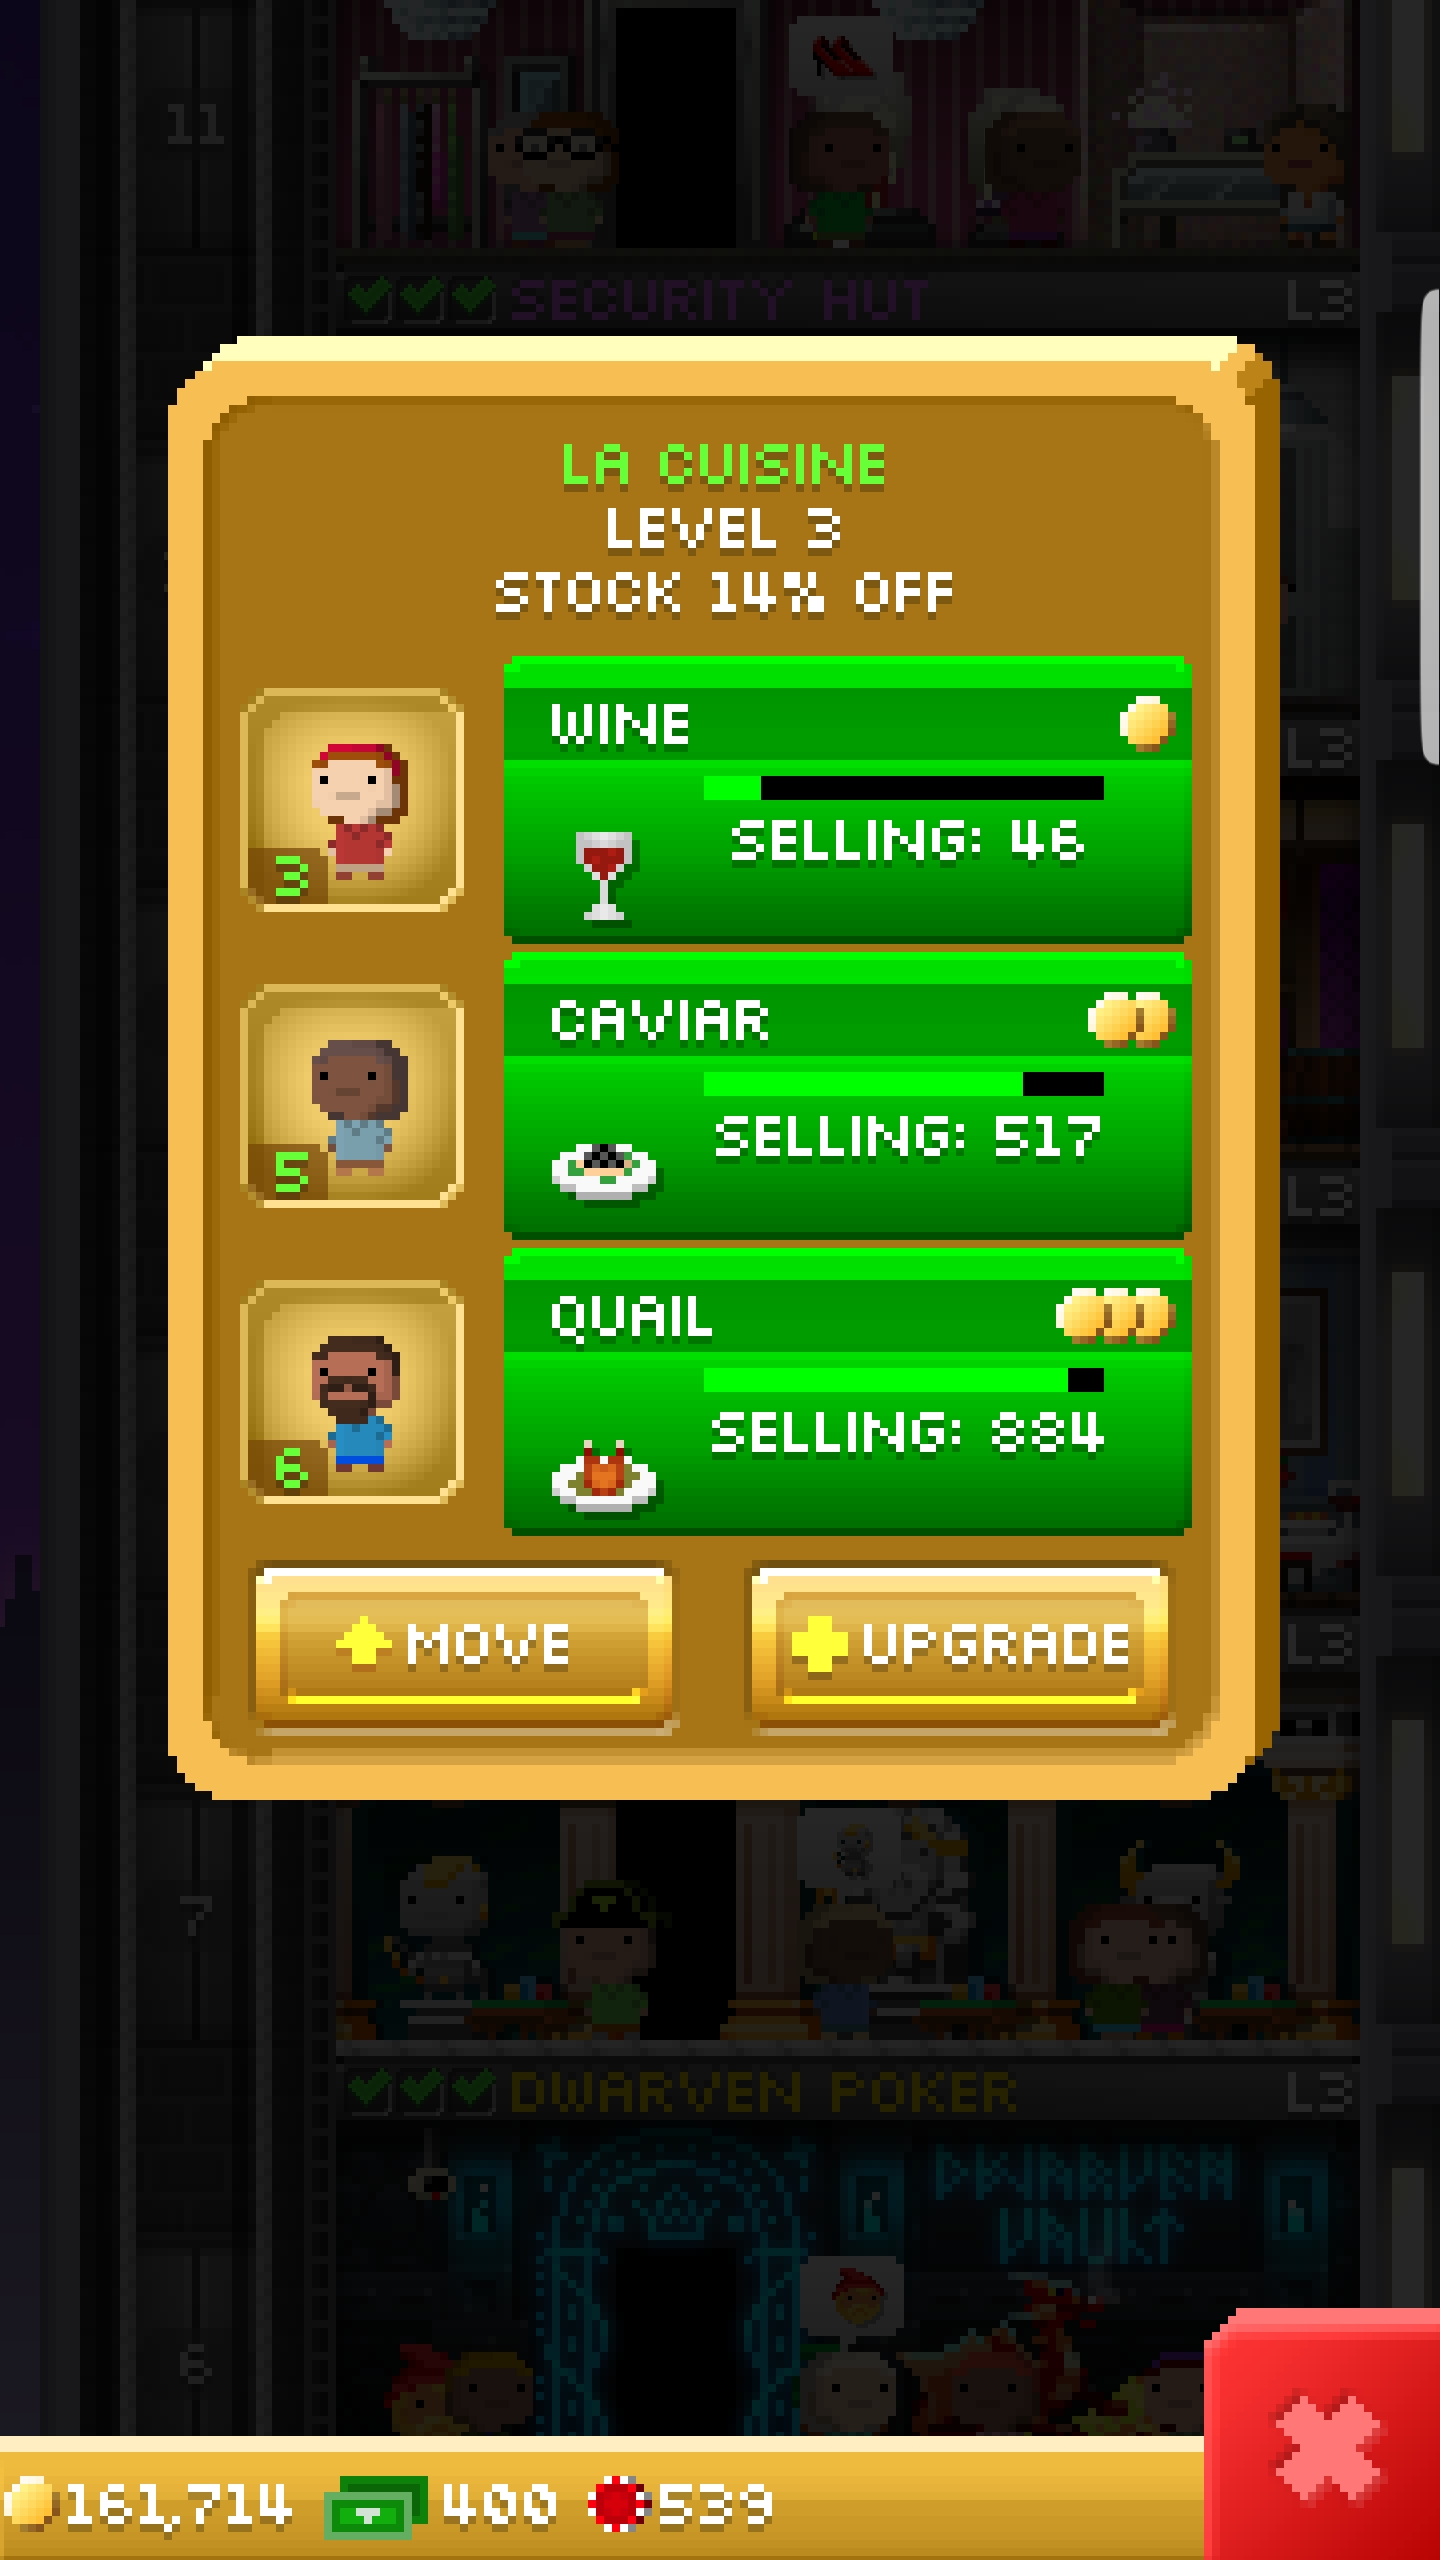 11
SECURITY HUT L3
LA CUISINE
LEVEL 3
STOCK 14% OFF
L3
WINE
SELLING: 46
3
CAVIAR
SELLING: 517
5
L3
QUAIL
SELLING: 884
6
MOVE UPGRADE
L3
7
DWARVEN POKER L3
DWARVEN
VAULT
6
161,714 400 539